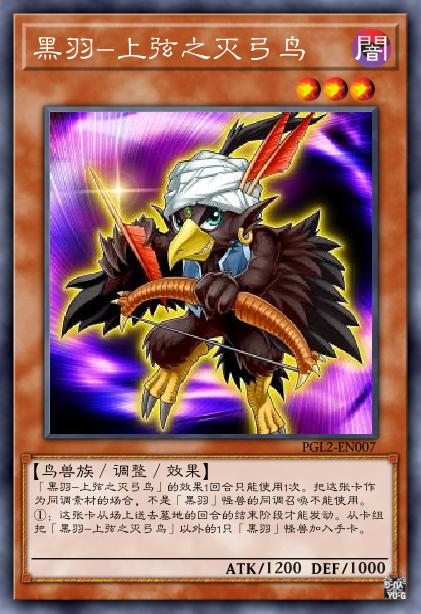 黑羽-上弦之灭弓鸟
闇
PGL2-EN007
【鸟兽族/调整/效果】
「黑羽-上弦之灭弓鸟」的效果1回合只能使用1次。把这张卡作
为同调素材的场合，不是「黑羽」怪兽的同调召唤不能使用。
①：这张卡从场上送去墓地的回合的结束阶段才能发动。从卡组
把「黑羽-上弦之灭弓鸟」以外的1只「黑羽」怪兽加入手卡。
ATK/1200 DEF/1000